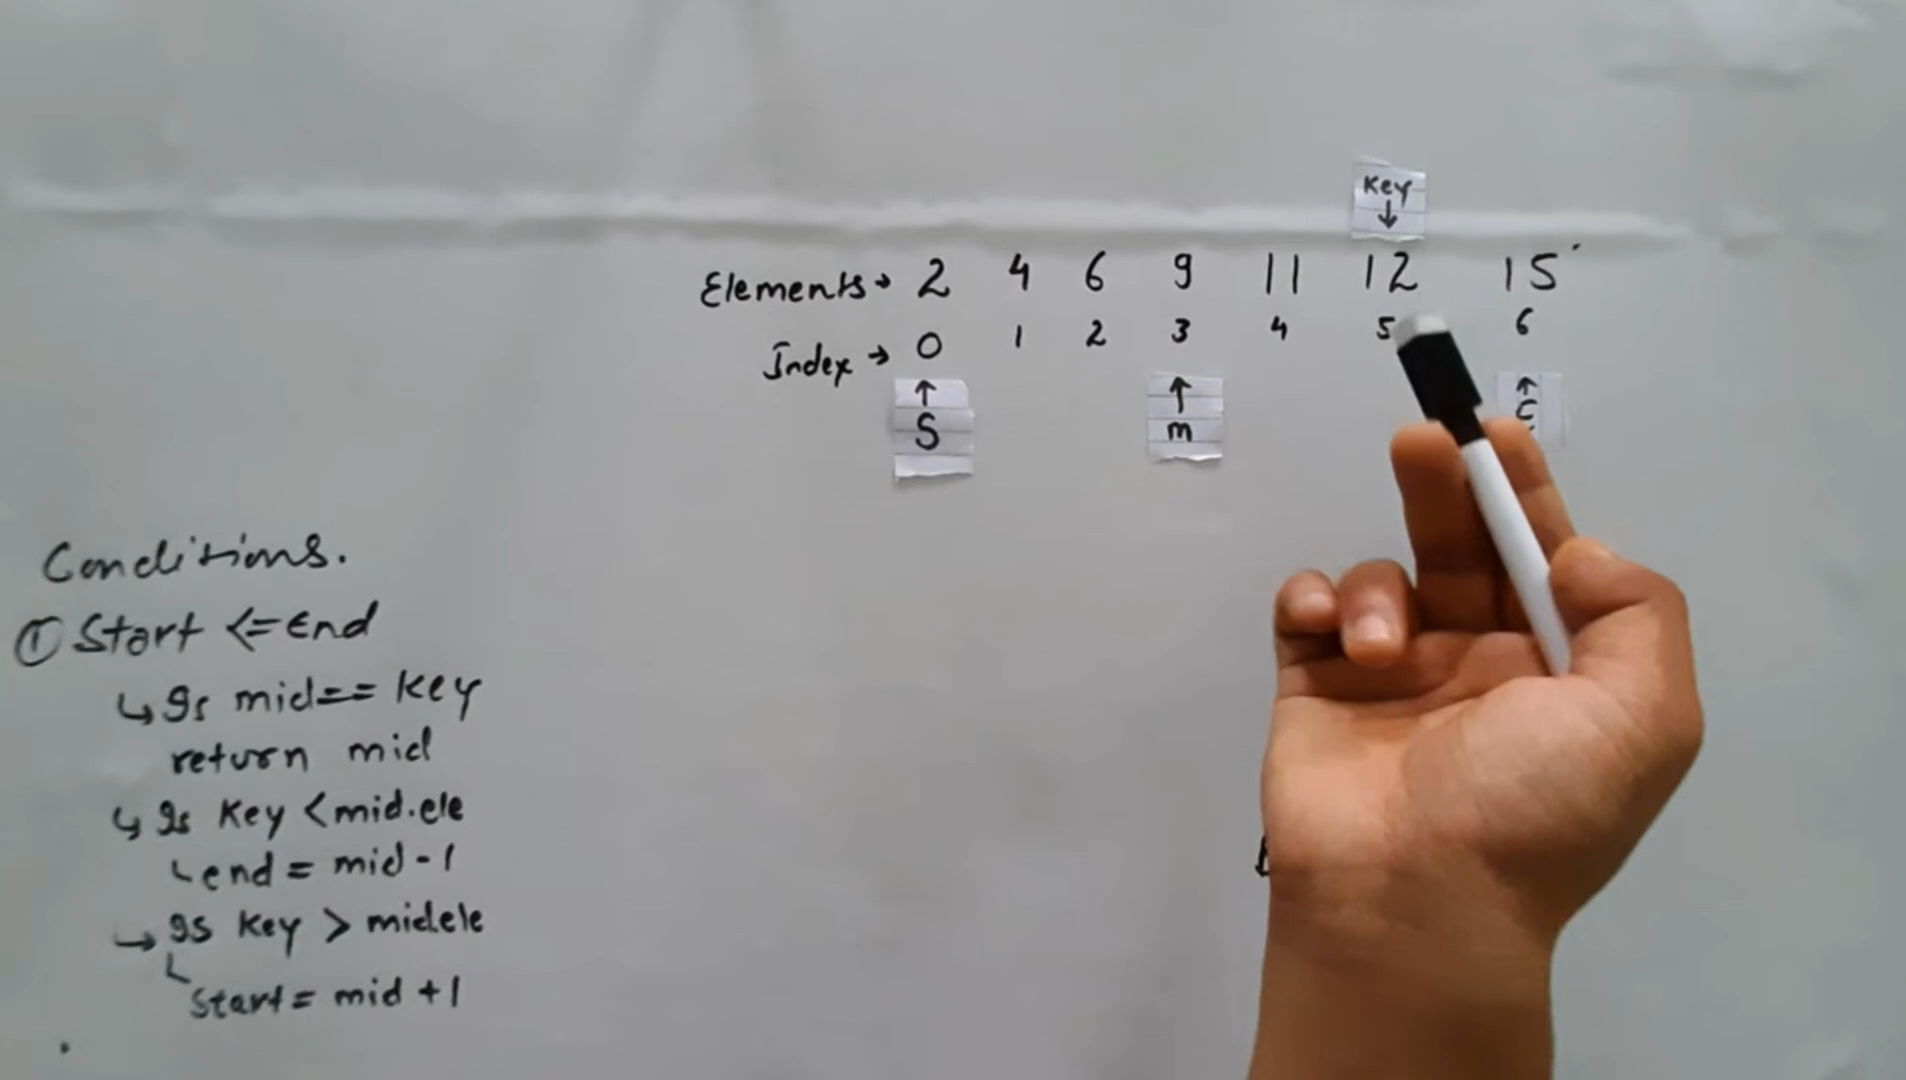 Key
↓
Elements → 2 4 6 9 11 12 15
Index → 0 1 2 3 4 5 6
↑ ↑ ↑
S m E
Conditions.
① Start <= End
↳ Is mid == key
return mid
↳ Is Key < mid.ele
↳ end = mid - 1
→ Is Key > mid.ele
↳ Start = mid + 1